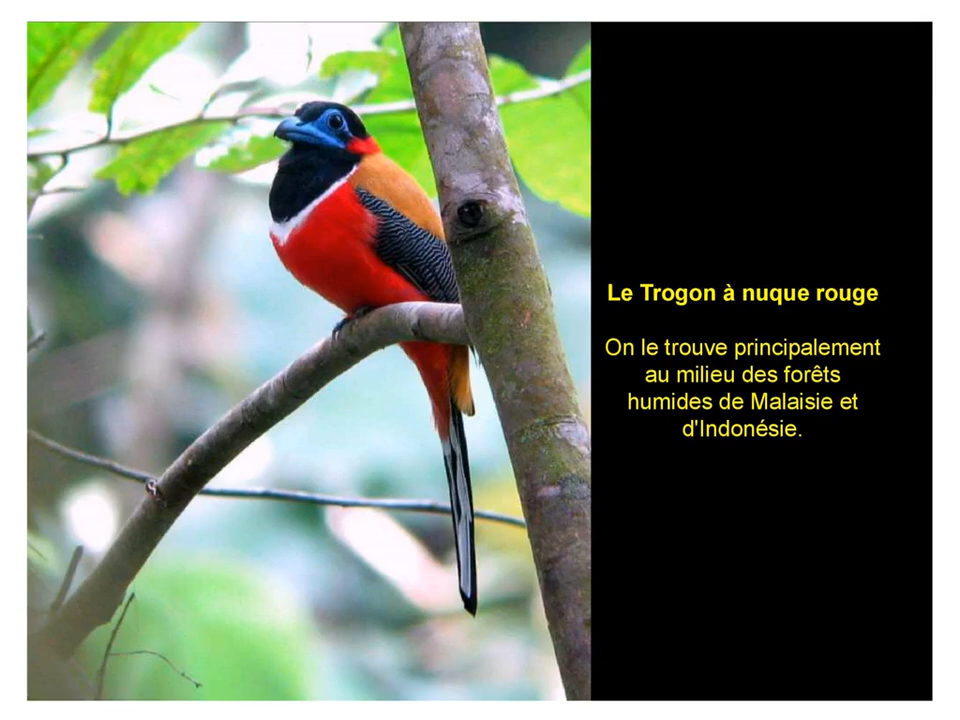 Le Trogon à nuque rouge
On le trouve principalement
au milieu des forêts
humides de Malaisie et
d'Indonésie.